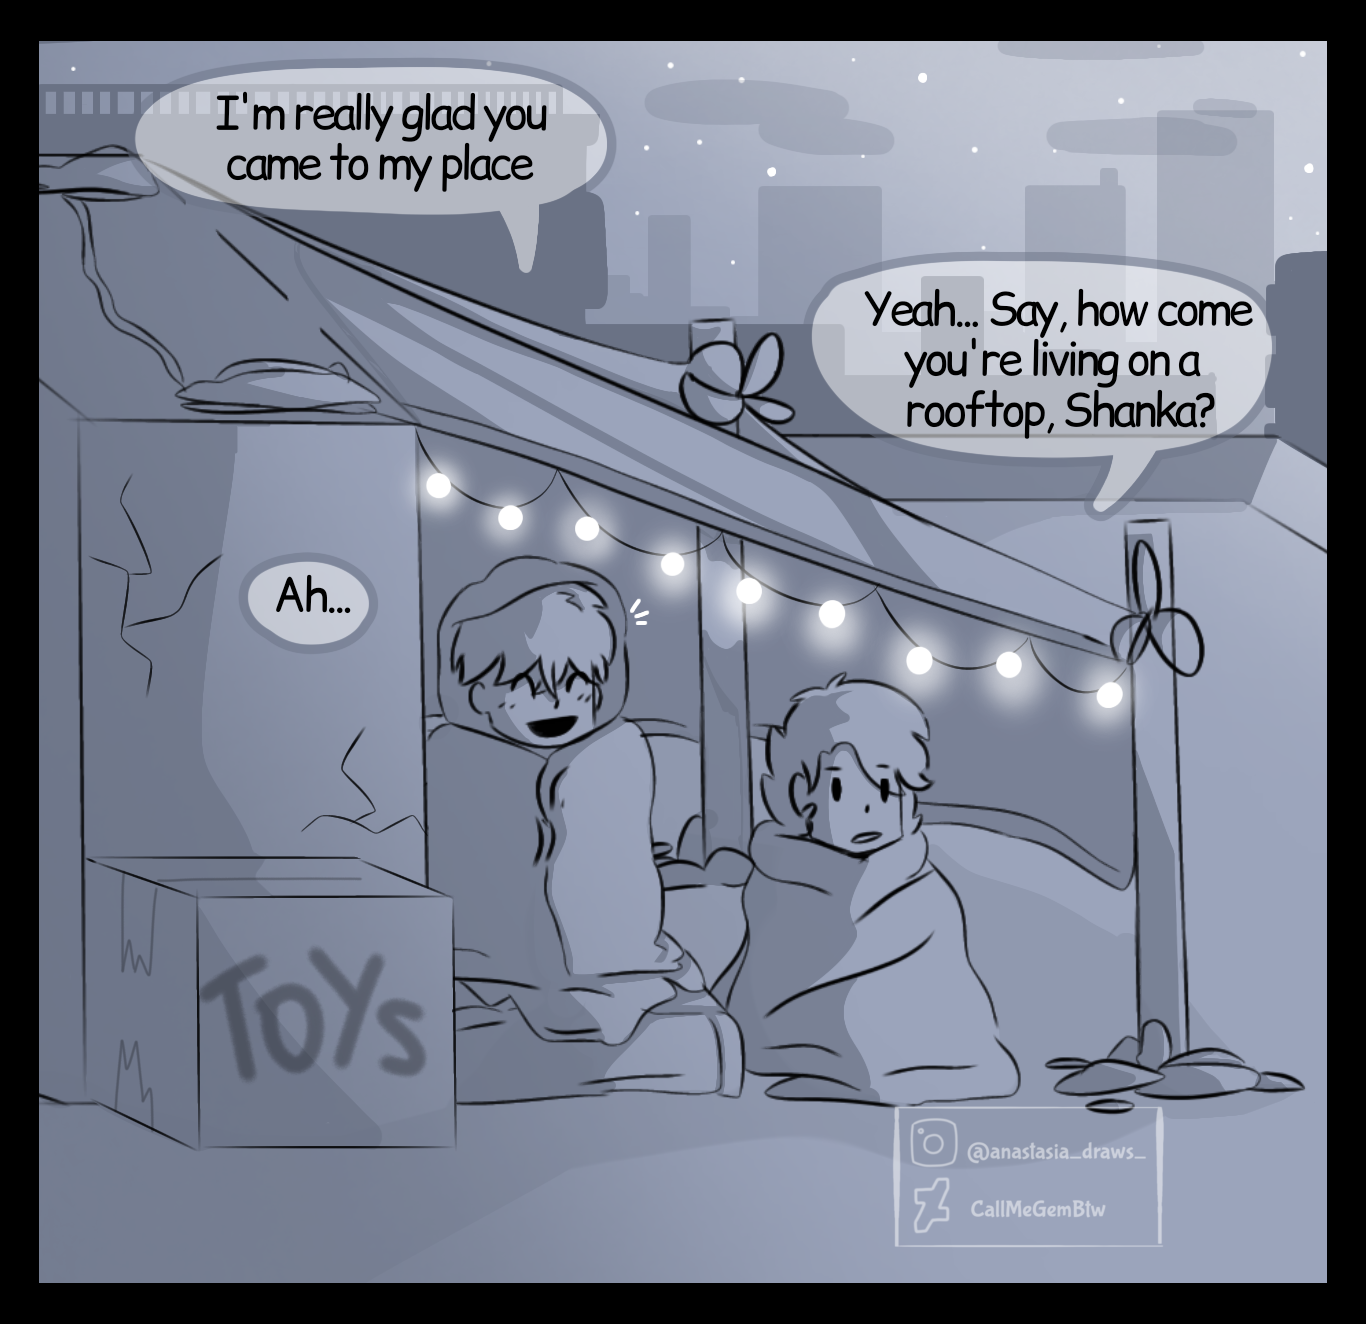 I'm really glad you
came to my place
Yeah... Say, how come
you're living on a
rooftop, Shanka?
Ah...
TOYs
@anastasia_draws_
CallMeGemBtw